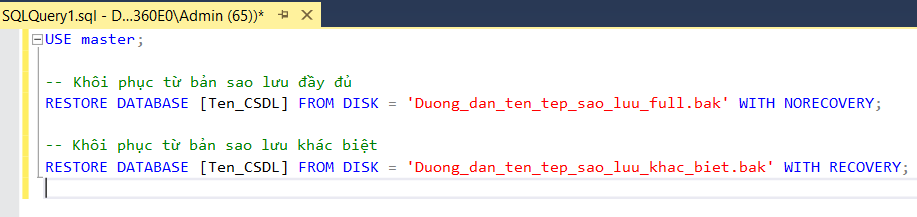 SQLQuery1.sql - D...360E0\Admin (65))*
USE master;
-- Khôi phục từ bản sao lưu đầy đủ
RESTORE DATABASE [Ten_CSDL] FROM DISK = 'Duong_dan_ten_tep_sao_luu_full.bak' WITH NORECOVERY;
-- Khôi phục từ bản sao lưu khác biệt
RESTORE DATABASE [Ten_CSDL] FROM DISK = 'Duong_dan_ten_tep_sao_luu_khac_biet.bak' WITH RECOVERY;